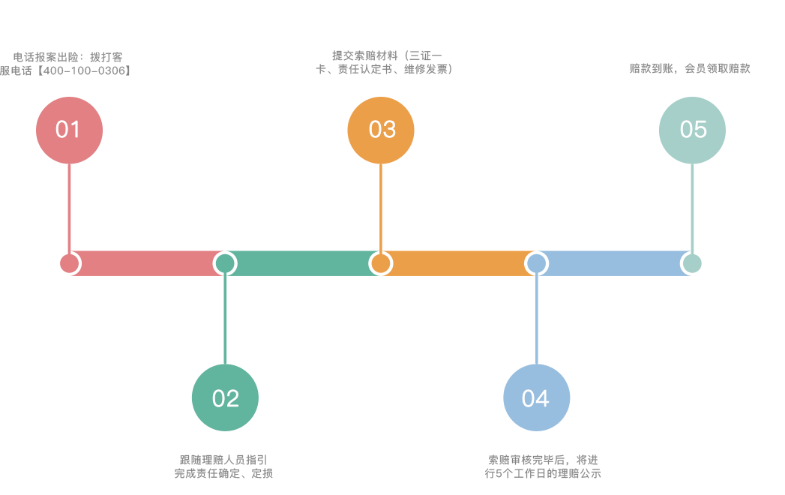 电话报案出险：拨打客
服电话【400-100-0306】
01
跟随理赔人员指引
完成责任确定、定损
02
提交索赔材料（三证一
卡、责任认定书、维修发票）
03
索赔审核完毕后，将进
行5个工作日的理赔公示
04
赔款到账，会员领取赔款
05